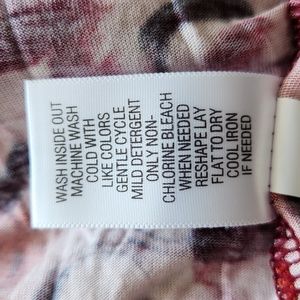 WASH INSIDE OUT
MACHINE WASH
COLD WITH
LIKE COLORS
GENTLE CYCLE
MILD DETERGENT
ONLY NON-
CHLORINE BLEACH
WHEN NEEDED
RESHAPE LAY
FLAT TO DRY
COOL IRON
IF NEEDED